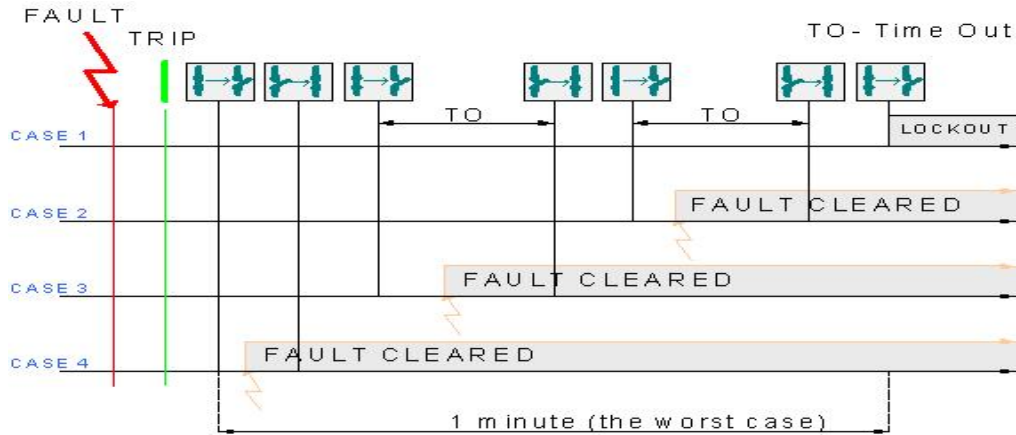 FAULT
TRIP
TO- Time Out
TO
TO
CASE 1
LOCKOUT
CASE 2
FAULT CLEARED
CASE 3
FAULT CLEARED
CASE 4
FAULT CLEARED
1 minute (the worst case)